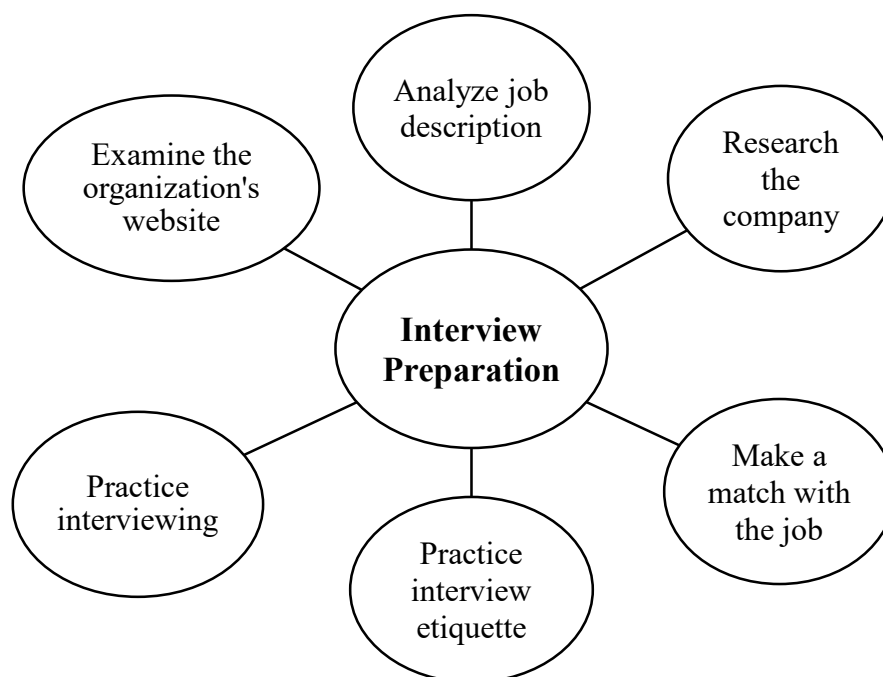 Analyze job
description
Examine the
organization's
website
Research
the
company
Interview
Preparation
Practice
interviewing
Make a
match with
the job
Practice
interview
etiquette